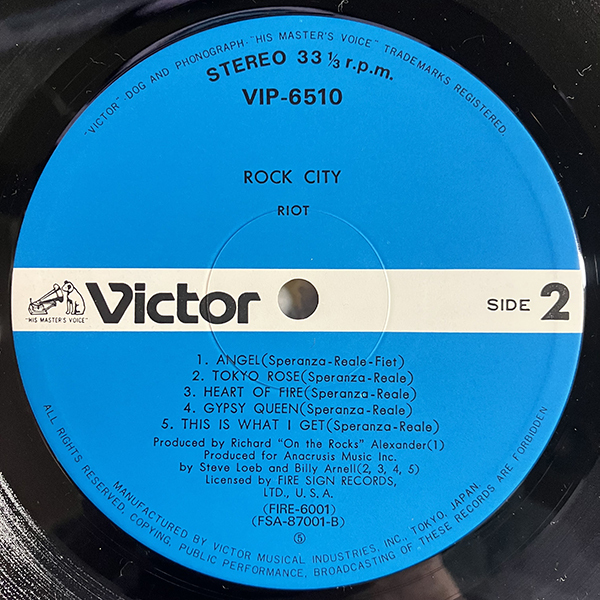 "VICTOR" DOG AND PHONOGRAPH-"HIS MASTER'S VOICE" TRADEMARKS REGISTERED.
STEREO 33 ⅓ r.p.m.
VIP-6510
ROCK CITY
RIOT
"HIS MASTER'S VOICE"
Victor
SIDE 2
1. ANGEL(Speranza-Reale-Fiet)
2. TOKYO ROSE(Speranza-Reale)
3. HEART OF FIRE(Speranza-Reale)
4. GYPSY QUEEN(Speranza-Reale)
5. THIS IS WHAT I GET(Speranza-Reale)
Produced by Richard "On the Rocks" Alexander(1)
Produced for Anacrusis Music Inc.
by Steve Loeb and Billy Arnell(2, 3, 4, 5)
Licensed by FIRE SIGN RECORDS,
LTD., U.S.A.
(FIRE-6001)
(FSA-87001-B)
⑤
MANUFACTURED BY VICTOR MUSICAL INDUSTRIES, INC., TOKYO, JAPAN
ALL RIGHTS RESERVED, COPYING, PUBLIC PERFORMANCE, BROADCASTING OF THESE RECORDS ARE FORBIDDEN